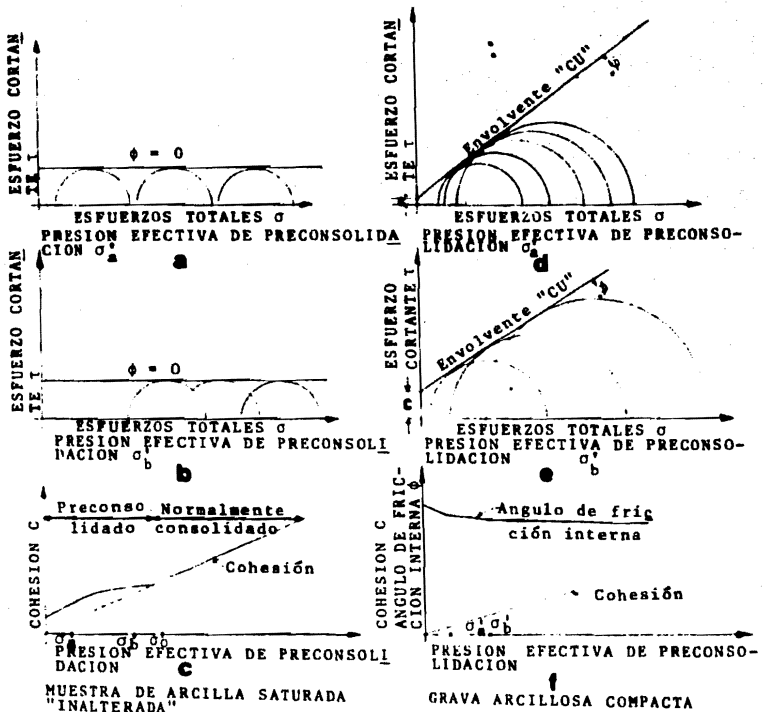 ESFUERZO CORTAN
TE τ
ϕ = 0
ESFUERZOS TOTALES σ
PRESION EFECTIVA DE PRECONSOLIDA
CION σ'a
a
ESFUERZO CORTAN
TE τ
Envolvente "CU"
φ
ESFUERZOS TOTALES σ
PRESION EFECTIVA DE PRECONSO-
LIDACION σ'a
d
ESFUERZO CORTAN
TE τ
ϕ = 0
ESFUERZOS TOTALES σ
PRESION EFECTIVA DE PRECONSOLI
DACION σ'b
b
ESFUERZO
CORTANTE τ
C
Envolvente "CU"
ESFUERZOS TOTALES σ
PRESION EFECTIVA DE PRECONSO-
LIDACION σ'b
e
COHESION C
Preconso
lidado
Normalmente
consolidado
Cohesión
σ'b
PRESION EFECTIVA DE PRECONSOLI
DACION
c
MUESTRA DE ARCILLA SATURADA
"INALTERADA"
COHESION C
ANGULO DE FRIC-
CION INTERNA ϕ
Angulo de fric
ción interna
Cohesión
σ'a σ'b
PRESION EFECTIVA DE PRECONSO-
LIDACION
f
GRAVA ARCILLOSA COMPACTA